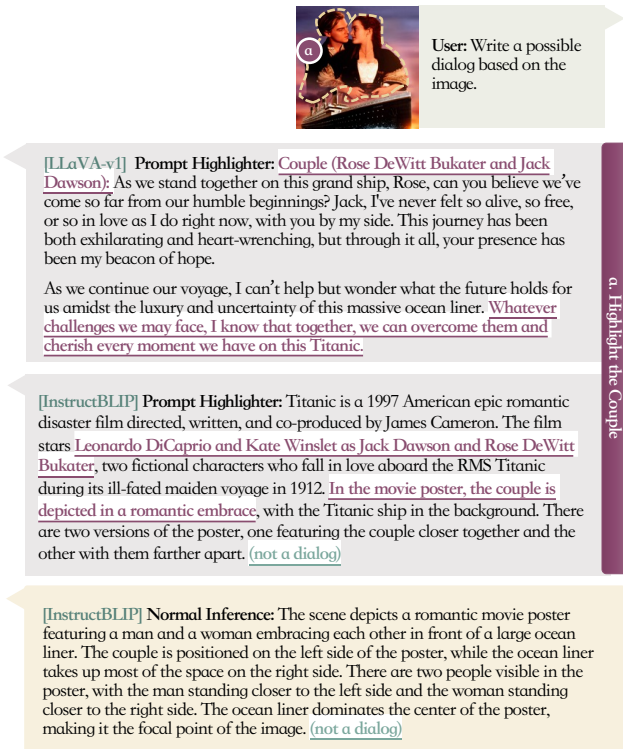 a
User: Write a possible
dialog based on the
image.
[LLaVA-v1] Prompt Highlighter: Couple (Rose DeWitt Bukater and Jack
Dawson): As we stand together on this grand ship, Rose, can you believe we've
come so far from our humble beginnings? Jack, I've never felt so alive, so free,
or so in love as I do right now, with you by my side. This journey has been
both exhilarating and heart-wrenching, but through it all, your presence has
been my beacon of hope.
As we continue our voyage, I can't help but wonder what the future holds for
us amidst the luxury and uncertainty of this massive ocean liner. Whatever
challenges we may face, I know that together, we can overcome them and
cherish every moment we have on this Titanic.
a. Highlight the Couple
[InstructBLIP] Prompt Highlighter: Titanic is a 1997 American epic romantic
disaster film directed, written, and co-produced by James Cameron. The film
stars Leonardo DiCaprio and Kate Winslet as Jack Dawson and Rose DeWitt
Bukater, two fictional characters who fall in love aboard the RMS Titanic
during its ill-fated maiden voyage in 1912. In the movie poster, the couple is
depicted in a romantic embrace, with the Titanic ship in the background. There
are two versions of the poster, one featuring the couple closer together and the
other with them farther apart. (not a dialog)
[InstructBLIP] Normal Inference: The scene depicts a romantic movie poster
featuring a man and a woman embracing each other in front of a large ocean
liner. The couple is positioned on the left side of the poster, while the ocean liner
takes up most of the space on the right side. There are two people visible in the
poster, with the man standing closer to the left side and the woman standing
closer to the right side. The ocean liner dominates the center of the poster,
making it the focal point of the image. (not a dialog)